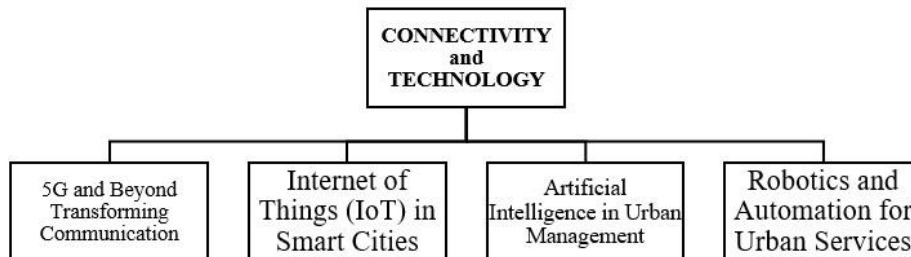 CONNECTIVITY
and
TECHNOLOGY
5G and Beyond
Transforming
Communication
Internet of
Things (IoT) in
Smart Cities
Artificial
Intelligence in Urban
Management
Robotics and
Automation for
Urban Services